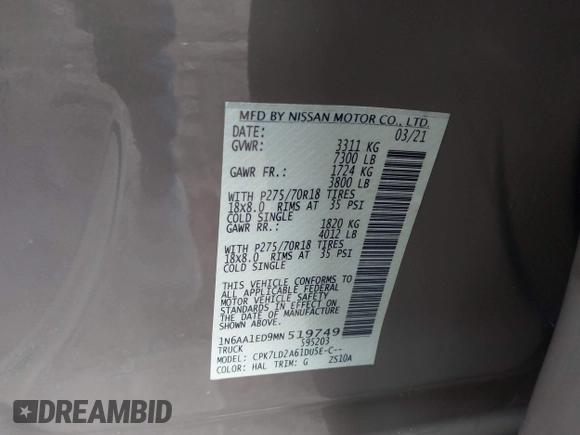 MFD BY NISSAN MOTOR CO., LTD.
DATE: 03/21
GVWR: 3311 KG
7300 LB
GAWR FR.: 1724 KG
3800 LB
WITH P275/70R18 TIRES
18x8.0 RIMS AT 35 PSI
COLD SINGLE
GAWR RR.: 1820 KG
4012 LB
WITH P275/70R18 TIRES
18x8.0 RIMS AT 35 PSI
COLD SINGLE
THIS VEHICLE CONFORMS TO
ALL APPLICABLE FEDERAL
MOTOR VEHICLE SAFETY
STANDARDS IN EFFECT ON
THE DATE OF MANUFACTURE
SHOWN ABOVE.
1N6AA1ED9MN519749
TRUCK 595203
MODEL: CPK7LDZA61DU5E-C--
COLOR: HAL TRIM: G ZS10A
DREAMBID